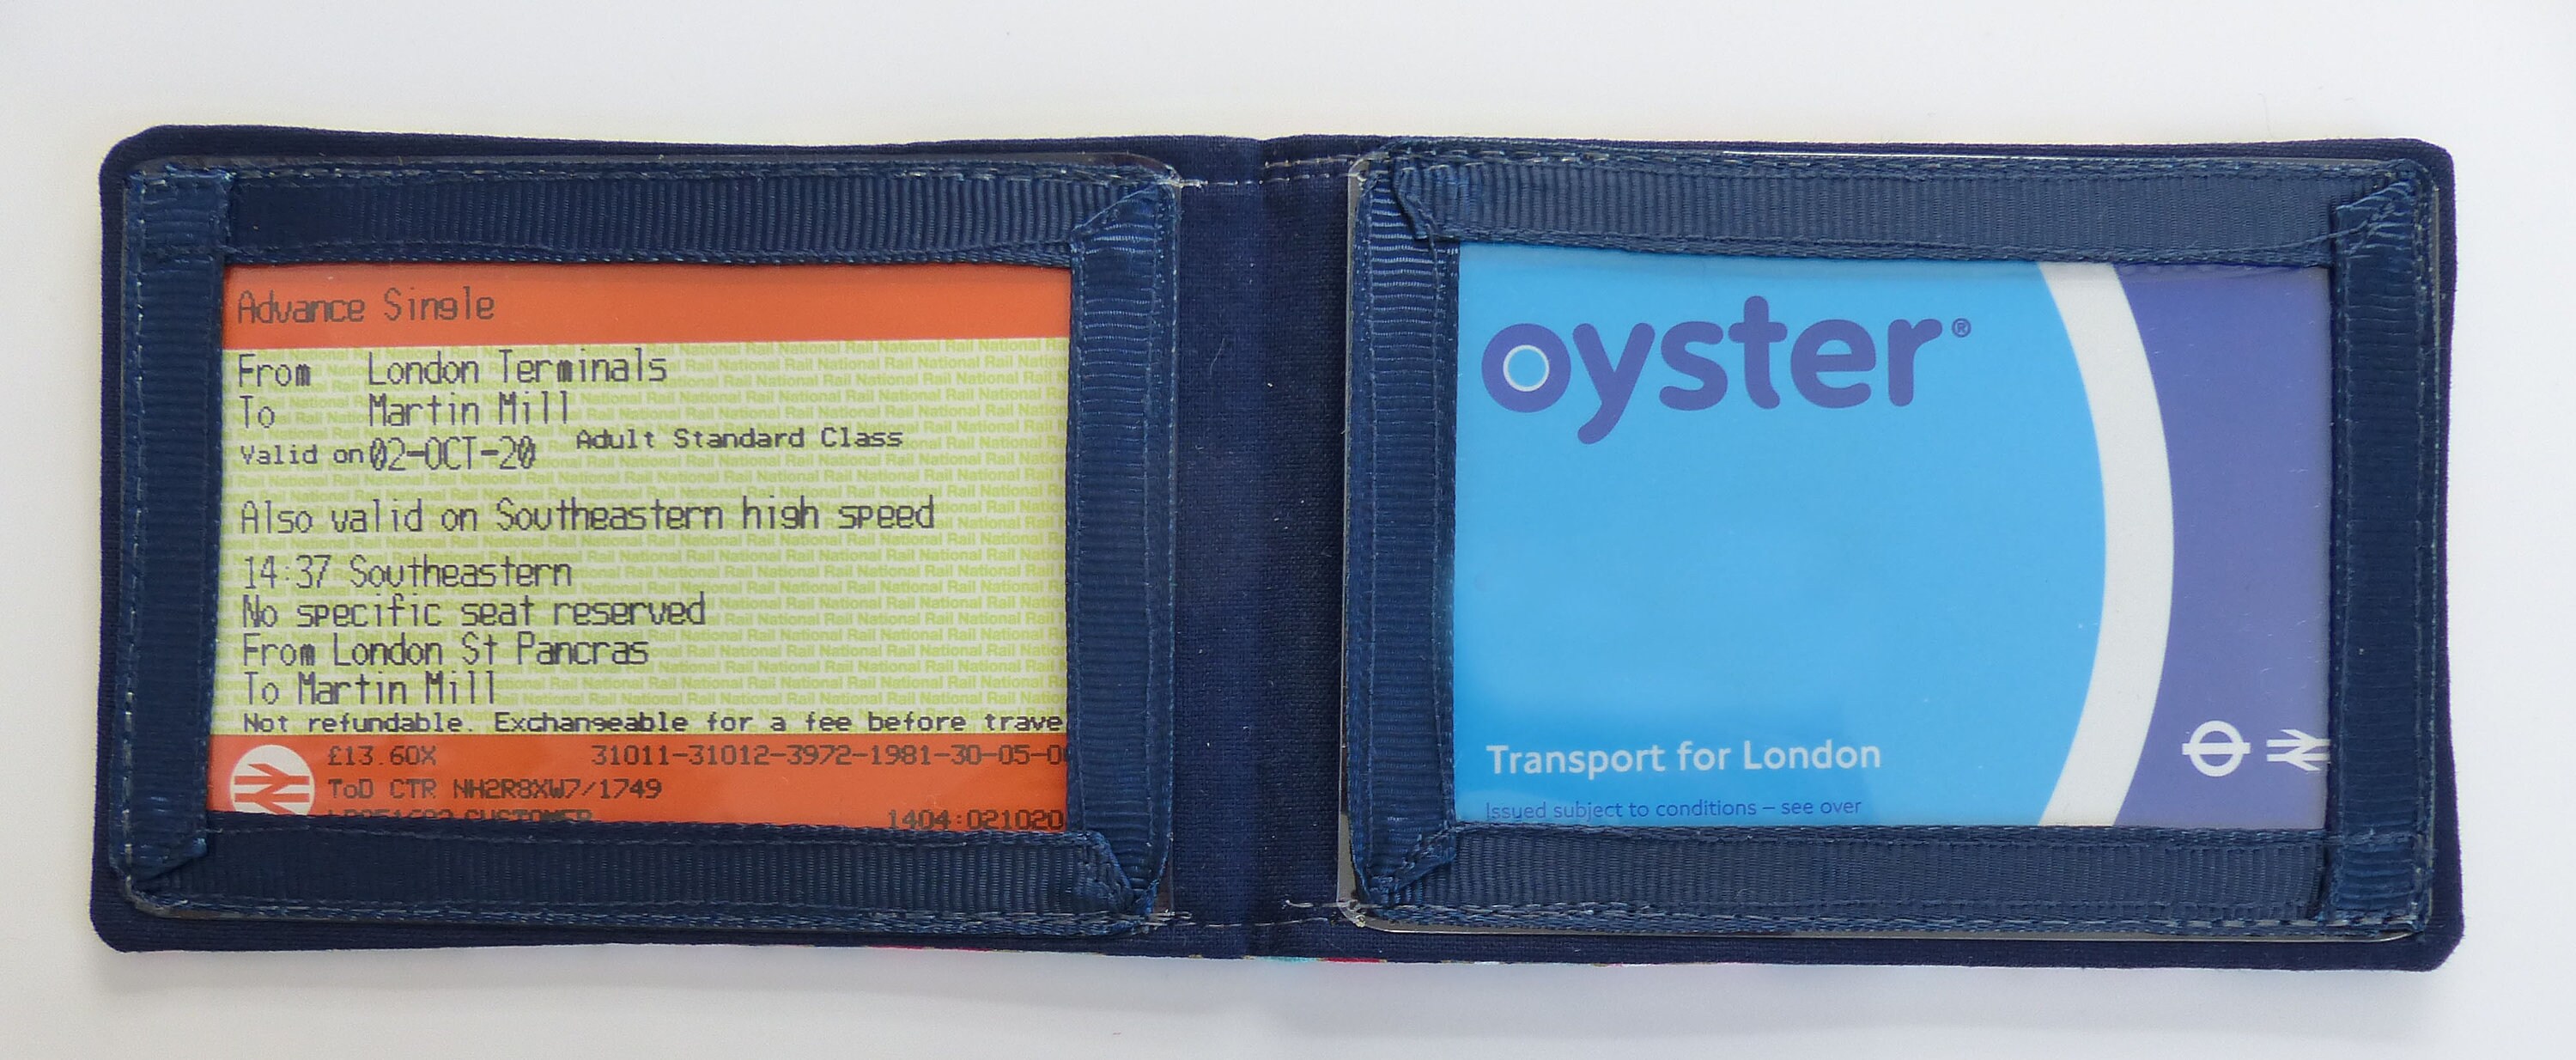 Advance Single
From London Terminals
To Martin Mill
Valid on 02-OCT-20 Adult Standard Class
Also valid on Southeastern high speed
14:37 Southeastern
No specific seat reserved
From London St Pancras
To Martin Mill
Not refundable. Exchangeable for a fee before trave
£13.60X 31011-31012-3972-1981-30-05-0
ToD CTR NH2R8XW7/1749
CUSTOMER 1404:021020
oyster®
Transport for London
Issued subject to conditions – see over